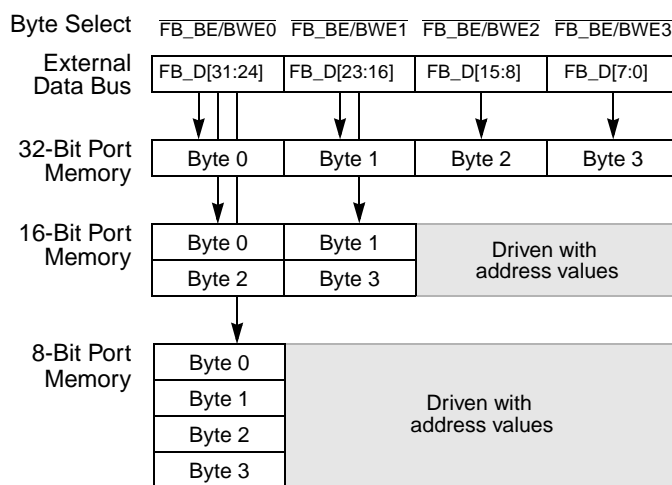 Byte Select FB_BE/BWE0 FB_BE/BWE1 FB_BE/BWE2 FB_BE/BWE3
External
Data Bus
FB_D[31:24] FB_D[23:16] FB_D[15:8] FB_D[7:0]
32-Bit Port
Memory
Byte 0 Byte 1 Byte 2 Byte 3
16-Bit Port
Memory
Byte 0 Byte 1
Byte 2 Byte 3
Driven with
address values
8-Bit Port
Memory
Byte 0
Byte 1
Byte 2
Byte 3
Driven with
address values